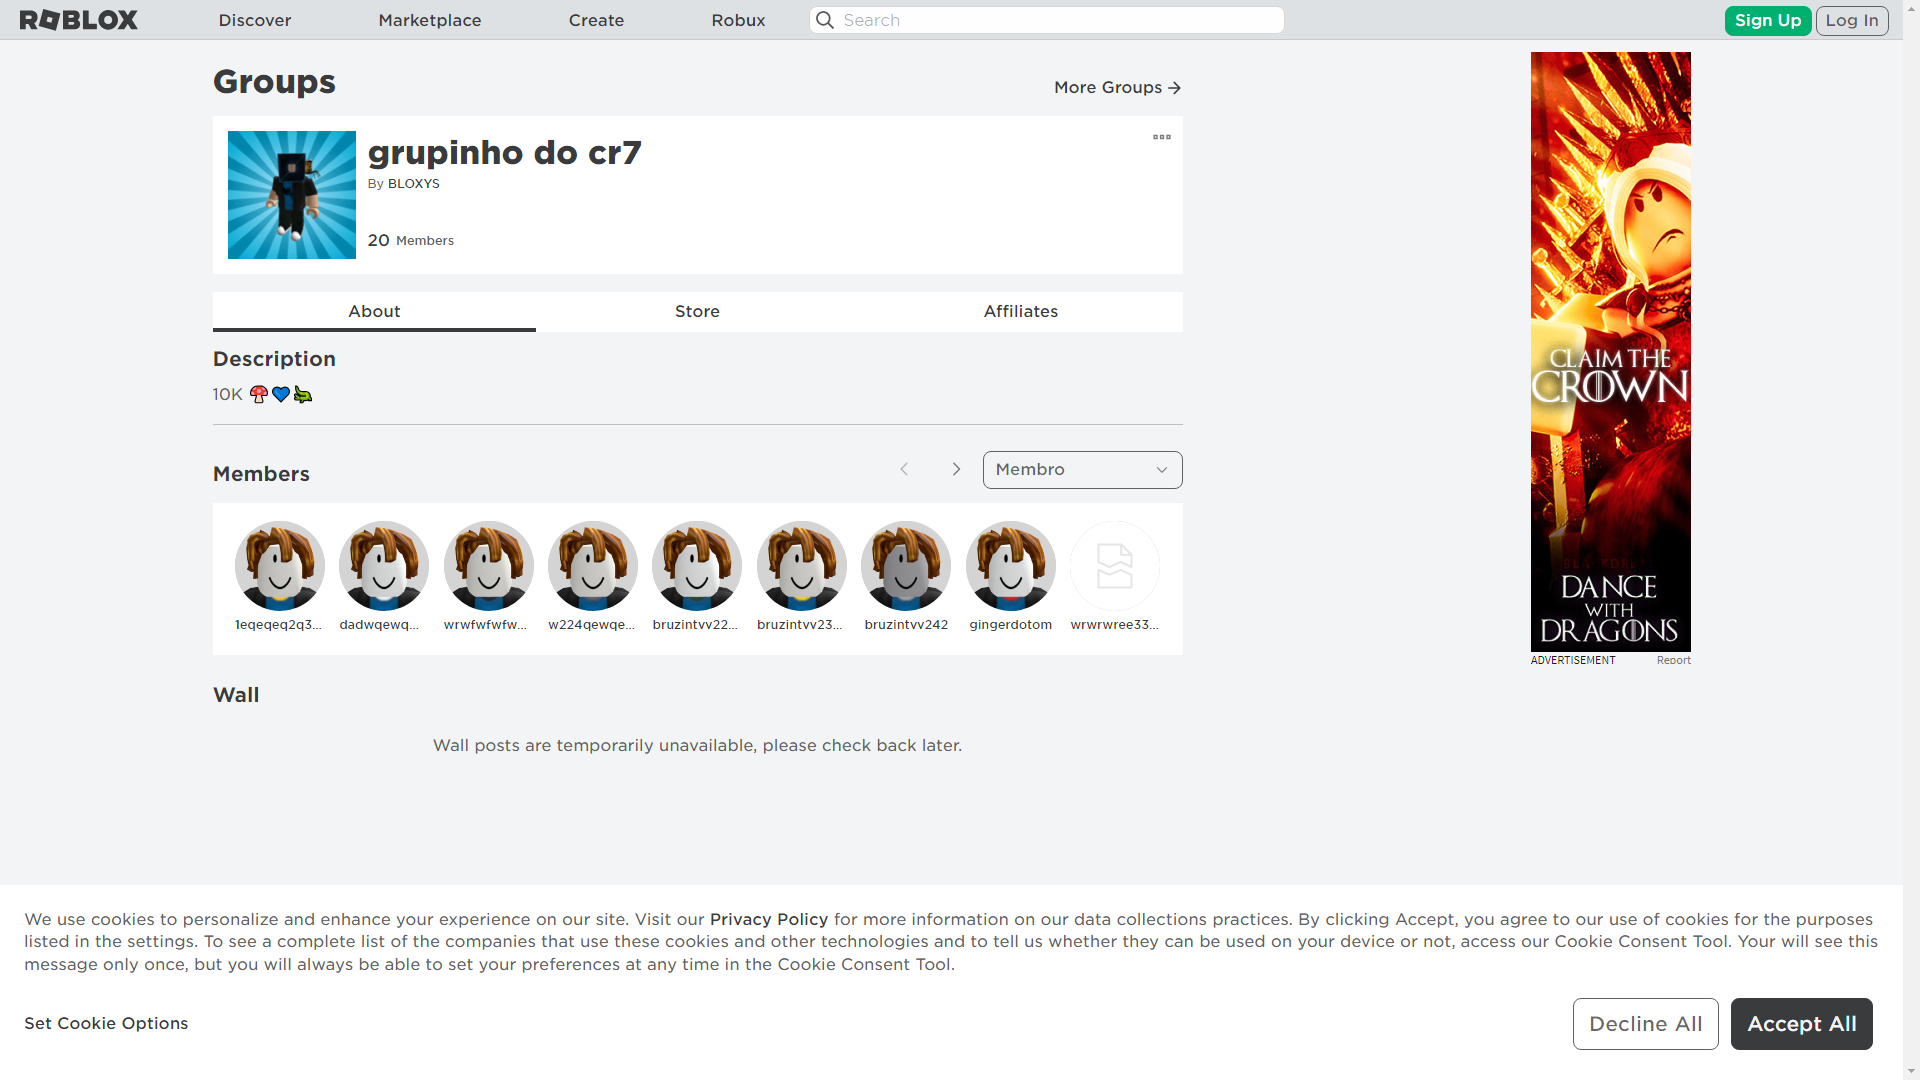 ROBLOX
Discover
Marketplace
Create
Robux
Search
Sign Up
Log In
Groups
More Groups
grupinho do cr7
By BLOXYS
20 Members
About
Store
Affiliates
Description
10K 🍄💙🐊
Members
Membro
1eqeqeq2q3...
dadwqewq...
wrwfwfwfw...
w224qewqe...
bruzintvv22...
bruzintvv23...
bruzintvv242
gingerdotom
wrwrwree33...
Wall
Wall posts are temporarily unavailable, please check back later.
CLAIM THE
CROWN
DANCE
WITH
DRAGONS
ADVERTISEMENT
Report
We use cookies to personalize and enhance your experience on our site. Visit our Privacy Policy for more information on our data collections practices. By clicking Accept, you agree to our use of cookies for the purposes
listed in the settings. To see a complete list of the companies that use these cookies and other technologies and to tell us whether they can be used on your device or not, access our Cookie Consent Tool. Your will see this
message only once, but you will always be able to set your preferences at any time in the Cookie Consent Tool.
Set Cookie Options
Decline All
Accept All